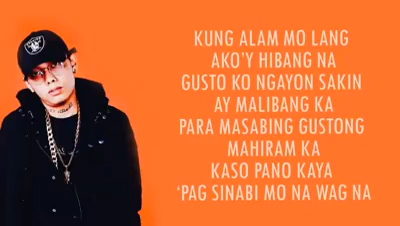 KUNG ALAM MO LANG
AKO'Y HIBANG NA
GUSTO KO NGAYON SAKIN
AY MALIBANG KA
PARA MASABING GUSTONG
MAHIRAM KA
KASO PANO KAYA
'PAG SINABI MO NA WAG NA